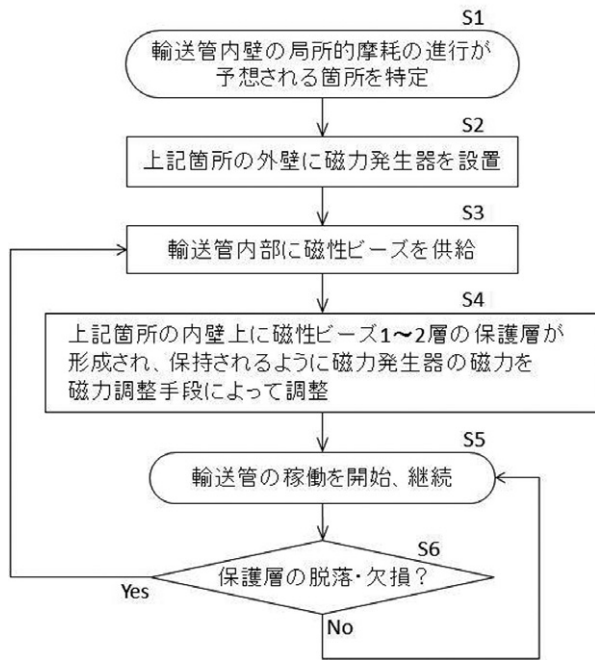 S1
輸送管内壁の局所的摩耗の進行が
予想される箇所を特定
S2
上記箇所の外壁に磁力発生器を設置
S3
輸送管内部に磁性ビーズを供給
S4
上記箇所の内壁上に磁性ビーズ1～2層の保護層が
形成され、保持されるように磁力発生器の磁力を
磁力調整手段によって調整
S5
輸送管の稼働を開始、継続
S6
保護層の脱落・欠損？
Yes
No